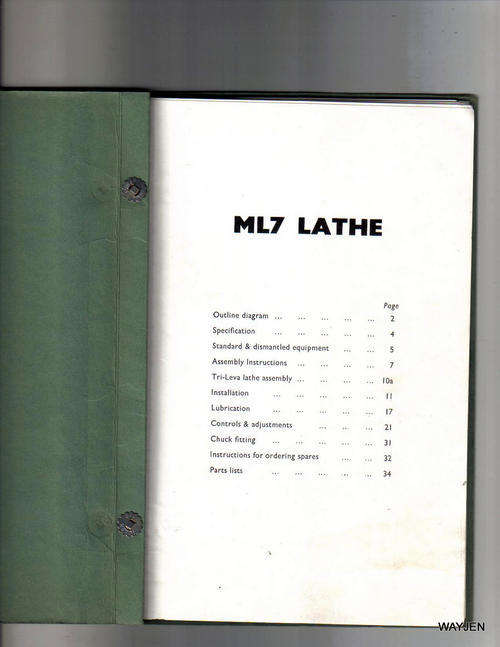 ML7 LATHE
Page
Outline diagram ... ... ... ... ... 2
Specification ... ... ... ... ... 4
Standard & dismantled equipment ... ... 5
Assembly Instructions ... ... ... ... 7
Tri-Leva lathe assembly ... ... ... ... 10a
Installation ... ... ... ... ... 11
Lubrication ... ... ... ... ... 17
Controls & adjustments ... ... ... 21
Chuck fitting ... ... ... ... ... 31
Instructions for ordering spares ... ... 32
Parts lists ... ... ... ... ... 34
WAYJEN